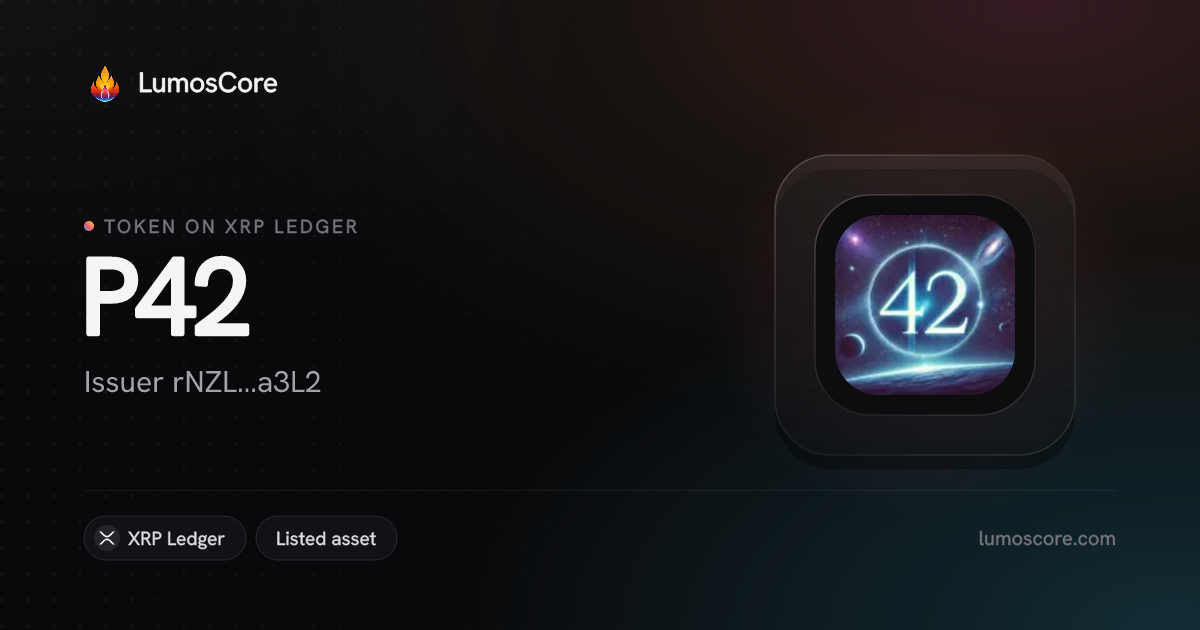 LumosCore
TOKEN ON XRP LEDGER
P42
Issuer rNZL...a3L2
42
XRP Ledger
Listed asset
lumoscore.com